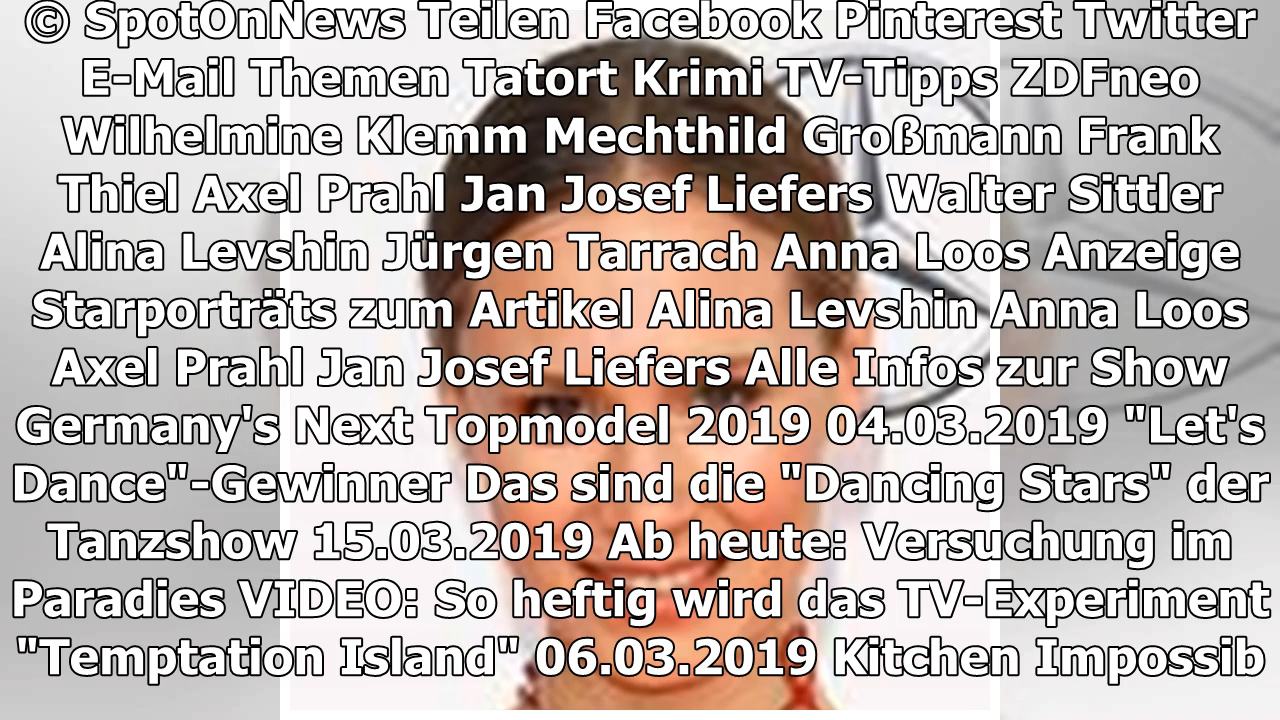 © SpotOnNews Teilen Facebook Pinterest Twitter
E-Mail Themen Tatort Krimi TV-Tipps ZDFneo
Wilhelmine Klemm Mechthild Großmann Frank
Thiel Axel Prahl Jan Josef Liefers Walter Sittler
Alina Levshin Jürgen Tarrach Anna Loos Anzeige
Starporträts zum Artikel Alina Levshin Anna Loos
Axel Prahl Jan Josef Liefers Alle Infos zur Show
Germany's Next Topmodel 2019 04.03.2019 "Let's
Dance"-Gewinner Das sind die "Dancing Stars" der
Tanzshow 15.03.2019 Ab heute: Versuchung im
Paradies VIDEO: So heftig wird das TV-Experiment
"Temptation Island" 06.03.2019 Kitchen Impossib